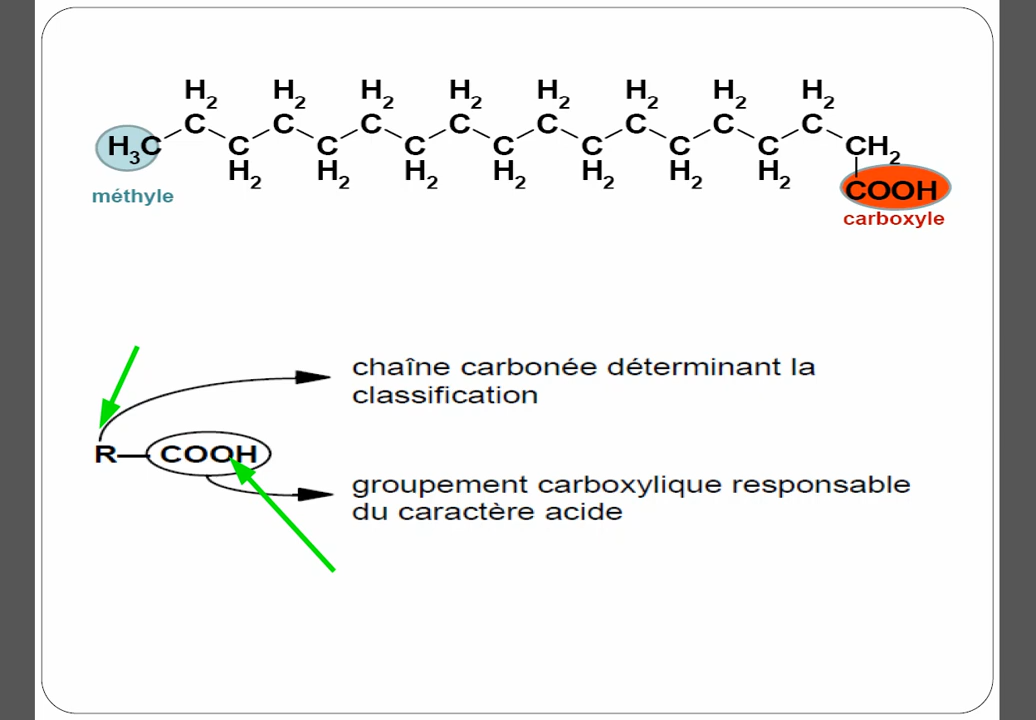 H2 H2 H2 H2 H2 H2 H2 H2
C C C C C C C C
H3C C C C C C C C CH2
H2 H2 H2 H2 H2 H2 H2
COOH
méthyle
carboxyle
chaîne carbonée déterminant la
classification
R—COOH
groupement carboxylique responsable
du caractère acide